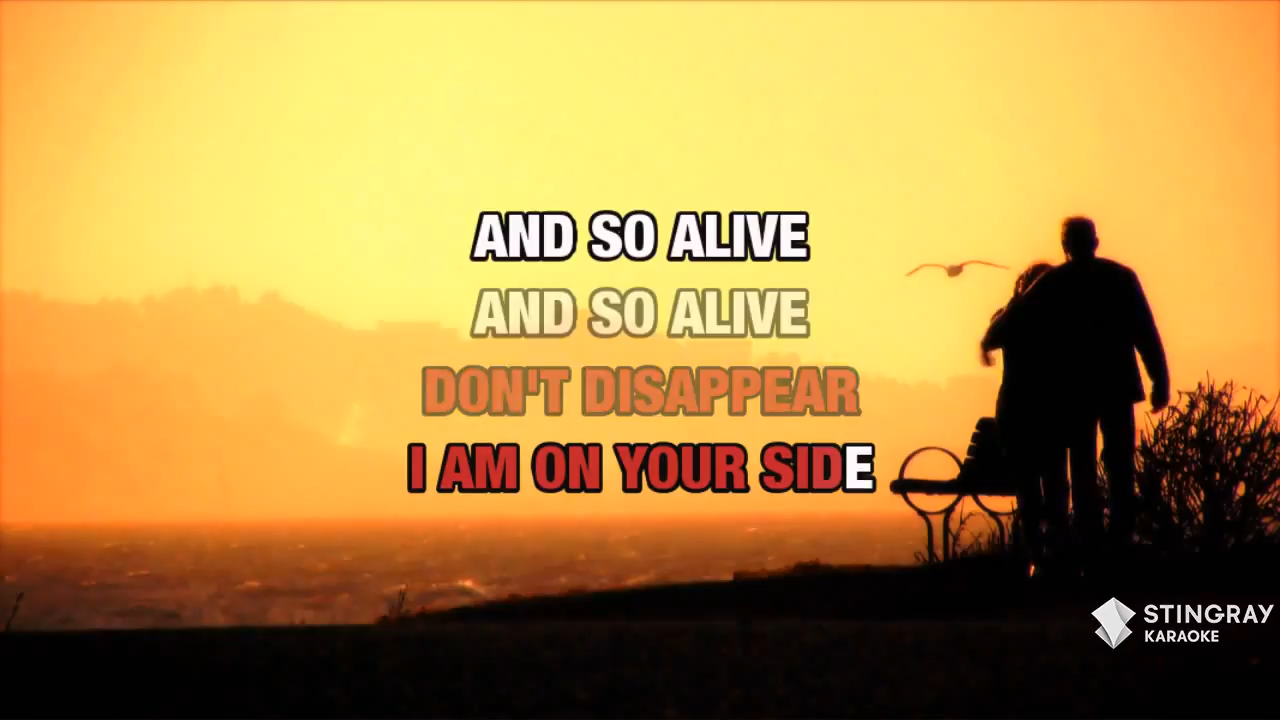 AND SO ALIVE
AND SO ALIVE
DON'T DISAPPEAR
I AM ON YOUR SIDE
STINGRAY
KARAOKE